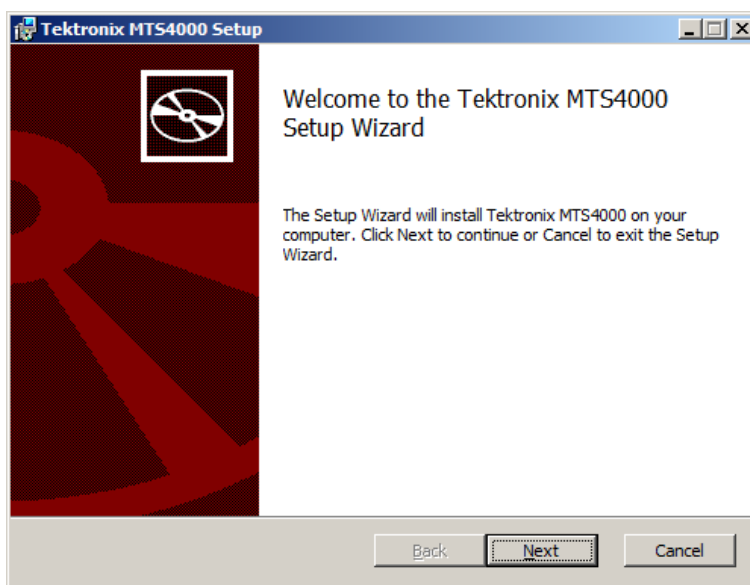 Tektronix MTS4000 Setup
Welcome to the Tektronix MTS4000
Setup Wizard
The Setup Wizard will install Tektronix MTS4000 on your
computer. Click Next to continue or Cancel to exit the Setup
Wizard.
Back
Next
Cancel